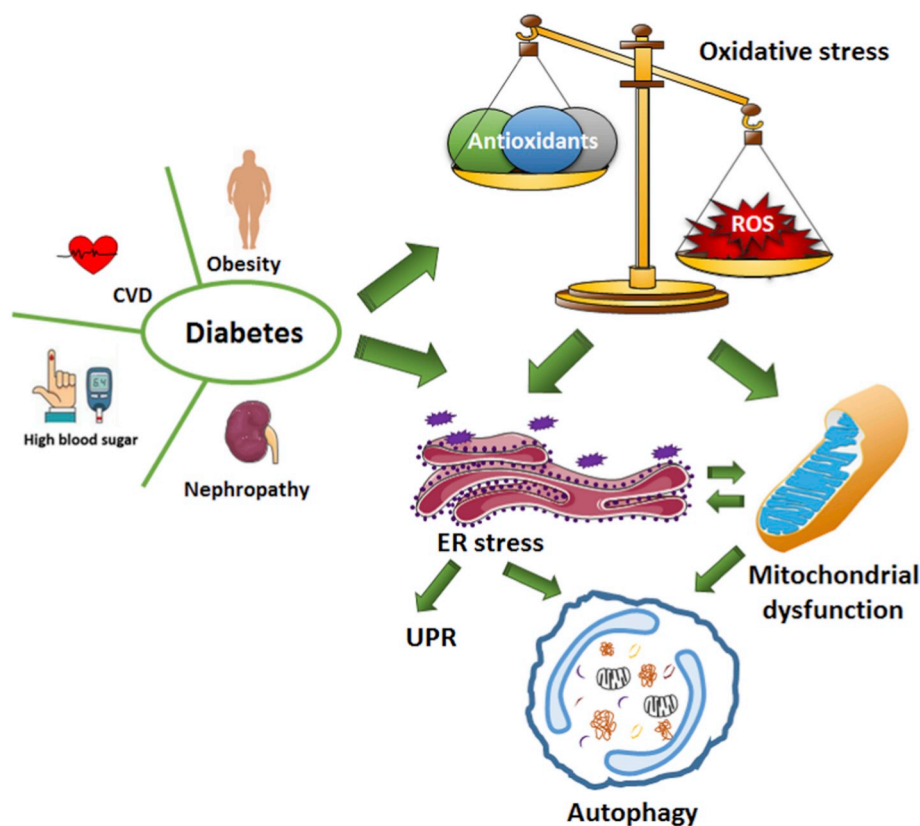 Oxidative stress
Antioxidants
ROS
Obesity
CVD
Diabetes
High blood sugar
Nephropathy
ER stress
Mitochondrial
dysfunction
UPR
Autophagy